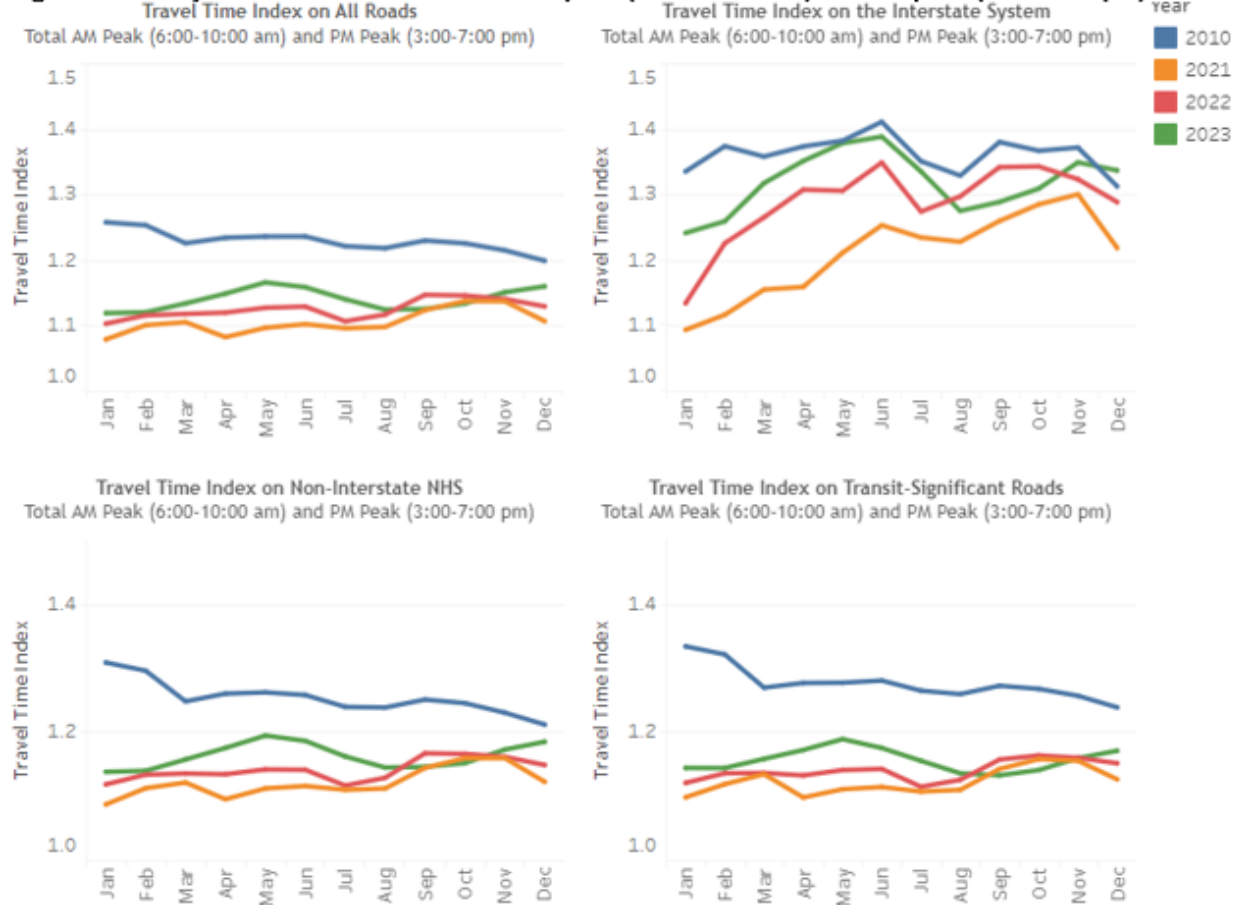 Travel Time Index on All Roads
Total AM Peak (6:00-10:00 am) and PM Peak (3:00-7:00 pm)
Travel Time Index
1.5
1.4
1.3
1.2
1.1
1.0
Jan Feb Mar Apr May Jun Jul Aug Sep Oct Nov Dec
Travel Time Index on the Interstate System
Total AM Peak (6:00-10:00 am) and PM Peak (3:00-7:00 pm)
Travel Time Index
1.5
1.4
1.3
1.2
1.1
1.0
Jan Feb Mar Apr May Jun Jul Aug Sep Oct Nov Dec
Year
2010
2021
2022
2023
Travel Time Index on Non-Interstate NHS
Total AM Peak (6:00-10:00 am) and PM Peak (3:00-7:00 pm)
Travel Time Index
1.4
1.2
1.0
Jan Feb Mar Apr May Jun Jul Aug Sep Oct Nov Dec
Travel Time Index on Transit-Significant Roads
Total AM Peak (6:00-10:00 am) and PM Peak (3:00-7:00 pm)
Travel Time Index
1.4
1.2
1.0
Jan Feb Mar Apr May Jun Jul Aug Sep Oct Nov Dec